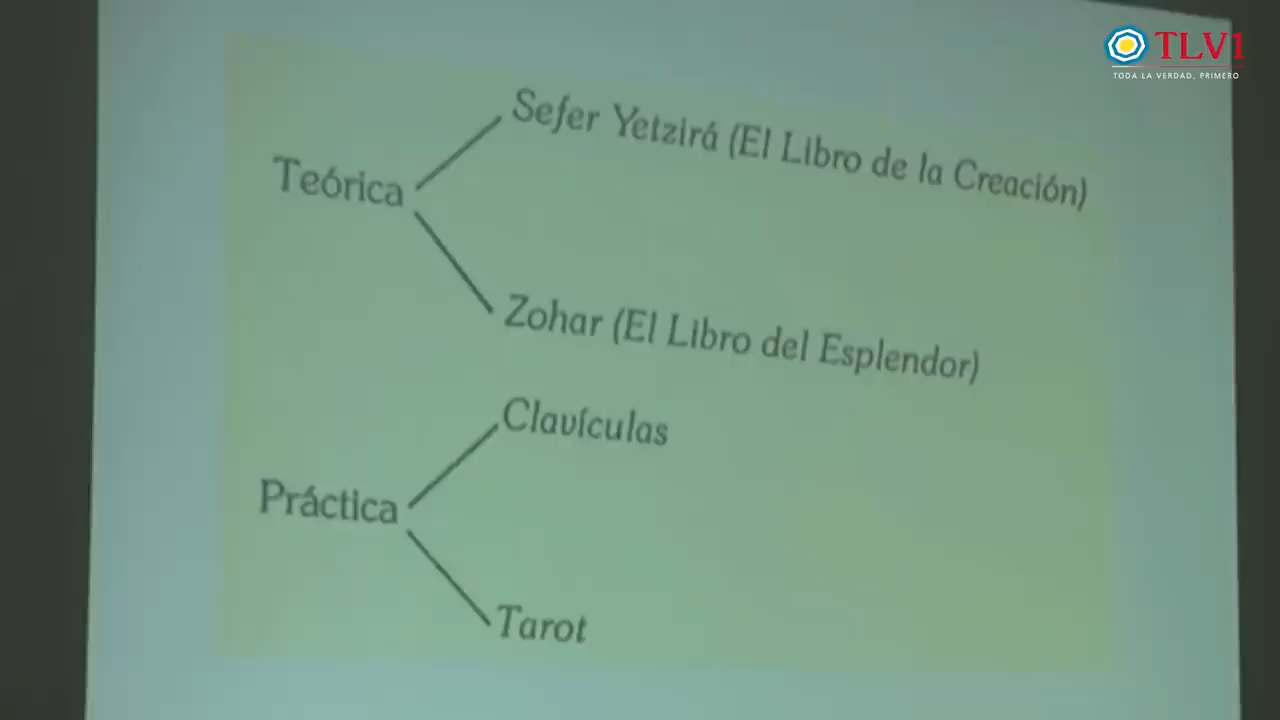 TLV1
TODA LA VERDAD, PRIMERO
Sefer Yetzirá (El Libro de la Creación)
Teórica
Zohar (El Libro del Esplendor)
Clavículas
Práctica
Tarot